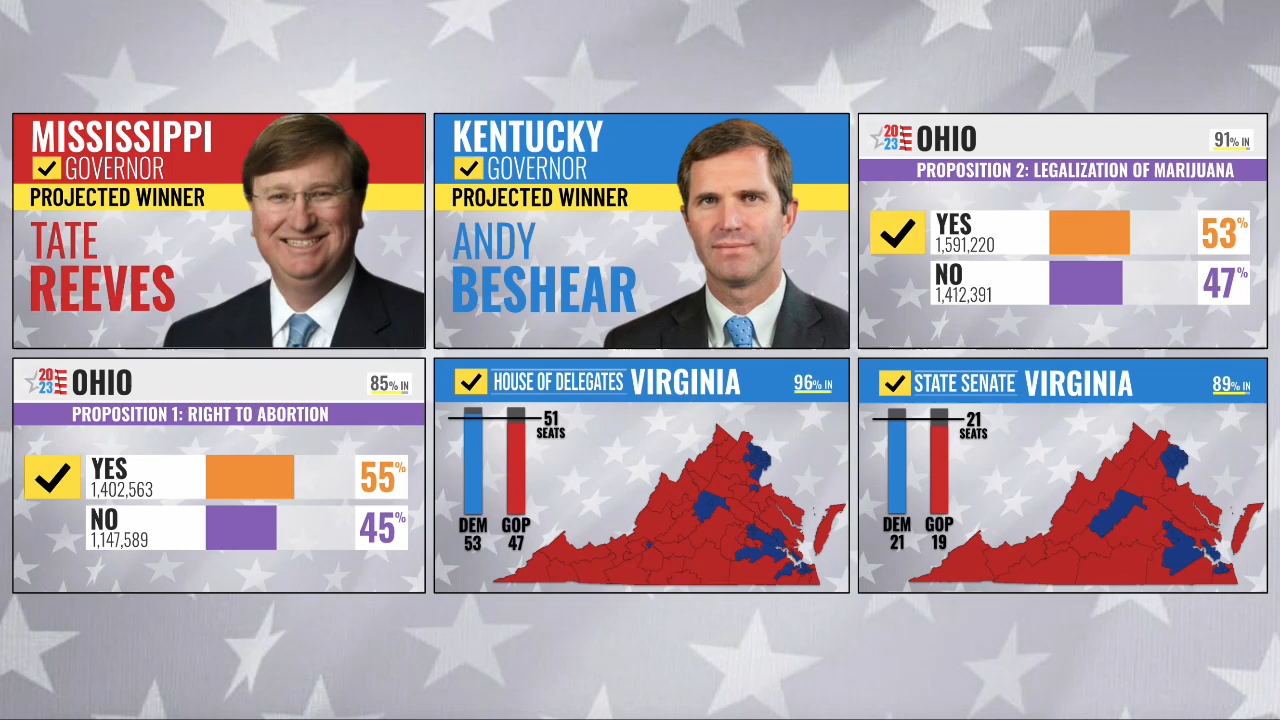 MISSISSIPPI
GOVERNOR
PROJECTED WINNER
TATE
REEVES
KENTUCKY
GOVERNOR
PROJECTED WINNER
ANDY
BESHEAR
2023 OHIO 91% IN
PROPOSITION 2: LEGALIZATION OF MARIJUANA
YES
1,591,220
53%
NO
1,412,391
47%
2023 OHIO 85% IN
PROPOSITION 1: RIGHT TO ABORTION
YES
1,402,563
55%
NO
1,147,589
45%
HOUSE OF DELEGATES VIRGINIA 96% IN
51
SEATS
DEM GOP
53 47
STATE SENATE VIRGINIA 89% IN
21
SEATS
DEM GOP
21 19